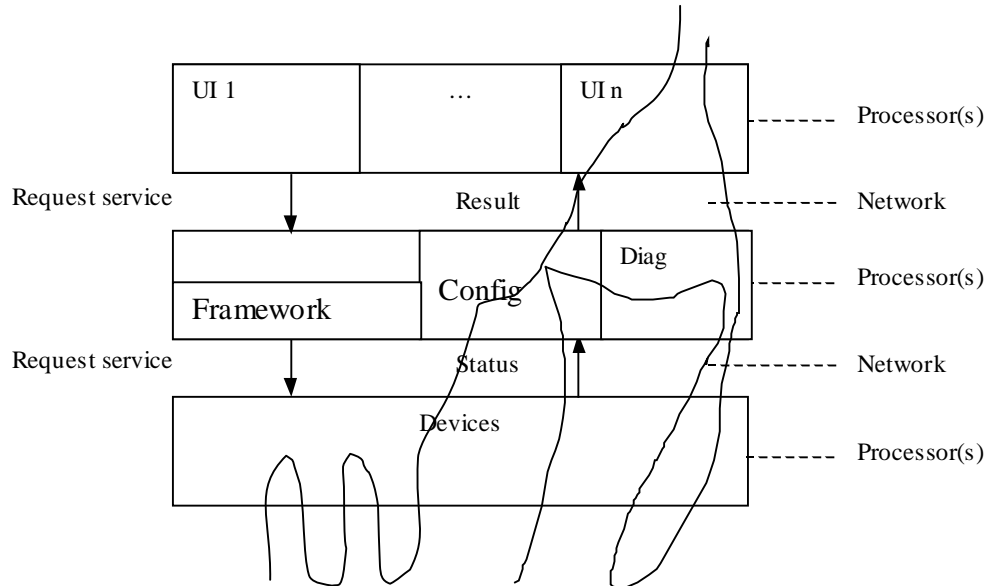 UI 1
…
UI n
Processor(s)
Request service
Result
Network
Diag
Processor(s)
Config
Framework
Request service
Status
Network
Devices
Processor(s)